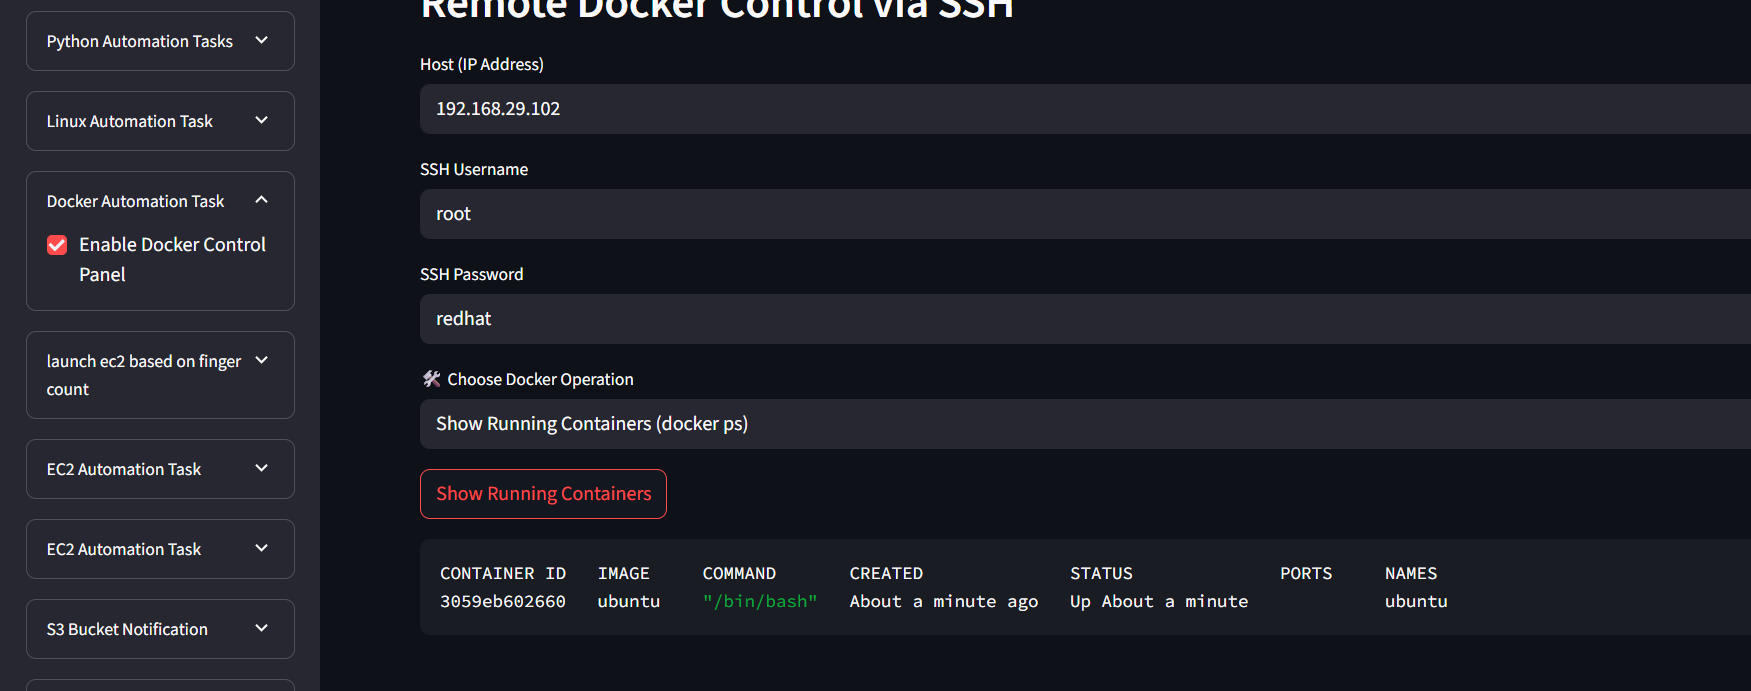 Remote Docker Control via SSH
Python Automation Tasks
Linux Automation Task
Docker Automation Task
Enable Docker Control
Panel
launch ec2 based on finger
count
EC2 Automation Task
EC2 Automation Task
S3 Bucket Notification
Host (IP Address)
192.168.29.102
SSH Username
root
SSH Password
redhat
🛠 Choose Docker Operation
Show Running Containers (docker ps)
Show Running Containers
CONTAINER ID IMAGE COMMAND CREATED STATUS PORTS NAMES
3059eb602660 ubuntu "/bin/bash" About a minute ago Up About a minute ubuntu